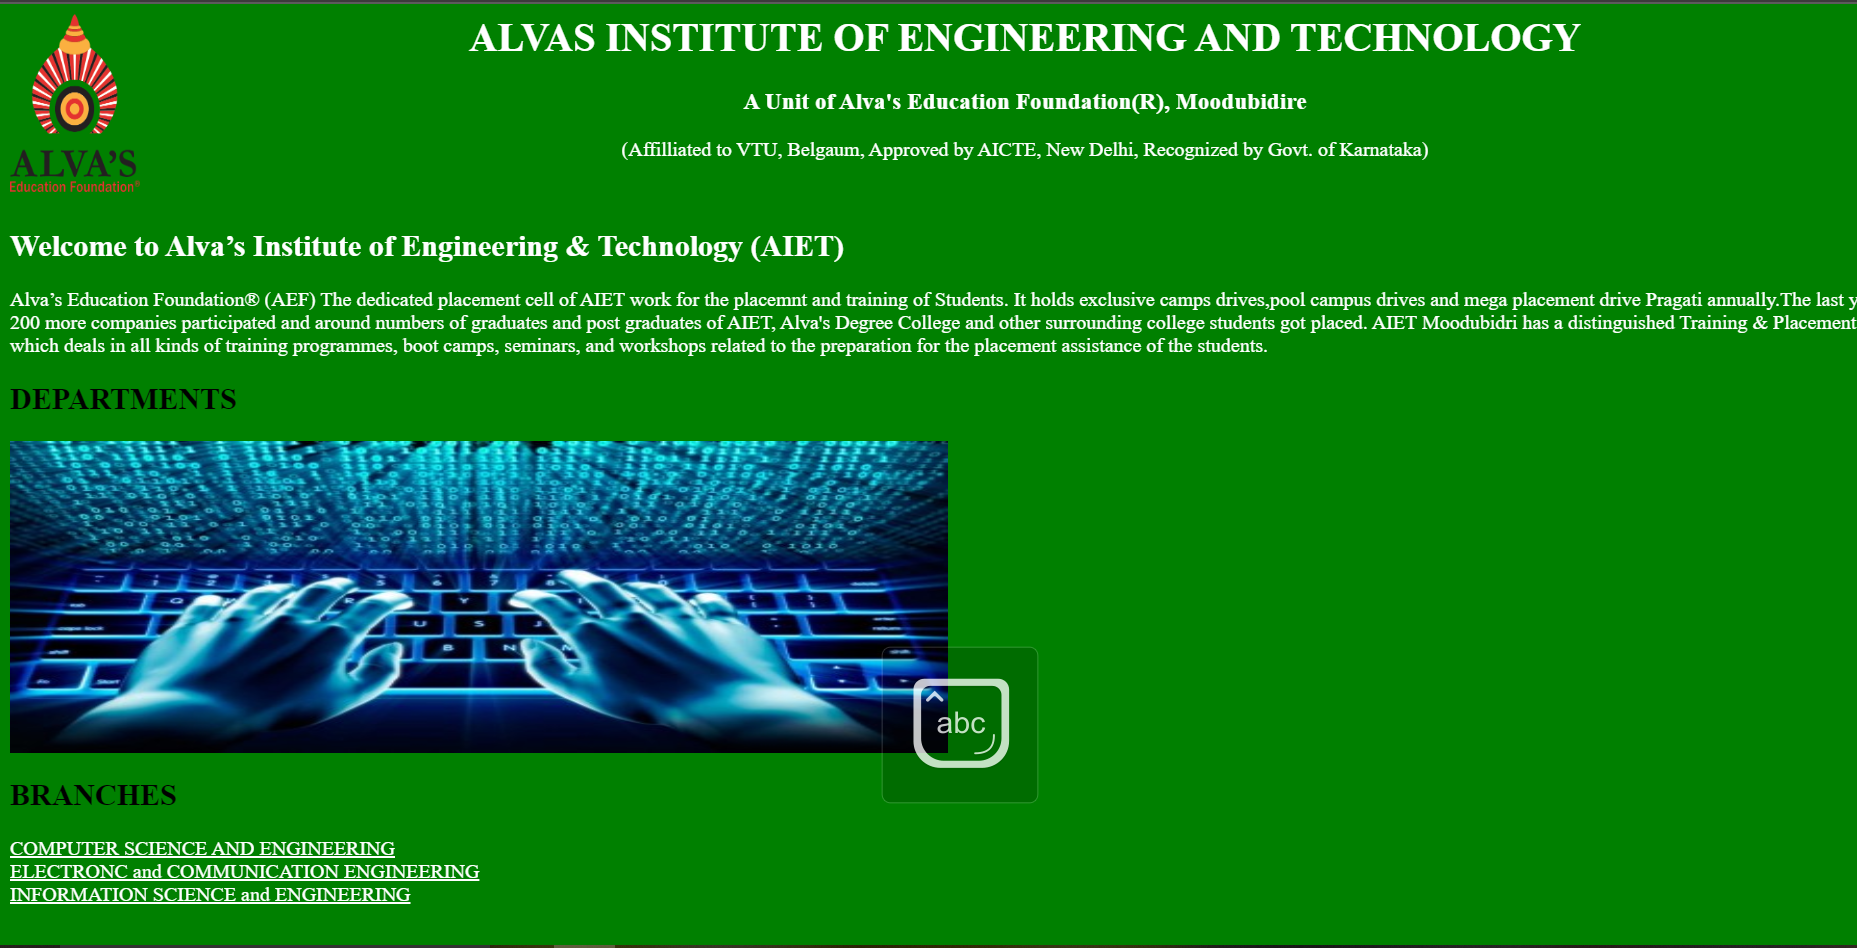 ALVA'S
Education Foundation®
ALVAS INSTITUTE OF ENGINEERING AND TECHNOLOGY
A Unit of Alva's Education Foundation(R), Moodubidire
(Affilliated to VTU, Belgaum, Approved by AICTE, New Delhi, Recognized by Govt. of Karnataka)
Welcome to Alva’s Institute of Engineering & Technology (AIET)
Alva’s Education Foundation® (AEF) The dedicated placement cell of AIET work for the placemnt and training of Students. It holds exclusive camps drives,pool campus drives and mega placement drive Pragati annually.The last y
200 more companies participated and around numbers of graduates and post graduates of AIET, Alva's Degree College and other surrounding college students got placed. AIET Moodubidri has a distinguished Training & Placement
which deals in all kinds of training programmes, boot camps, seminars, and workshops related to the preparation for the placement assistance of the students.
DEPARTMENTS
abc
BRANCHES
COMPUTER SCIENCE AND ENGINEERING
ELECTRONC and COMMUNICATION ENGINEERING
INFORMATION SCIENCE and ENGINEERING